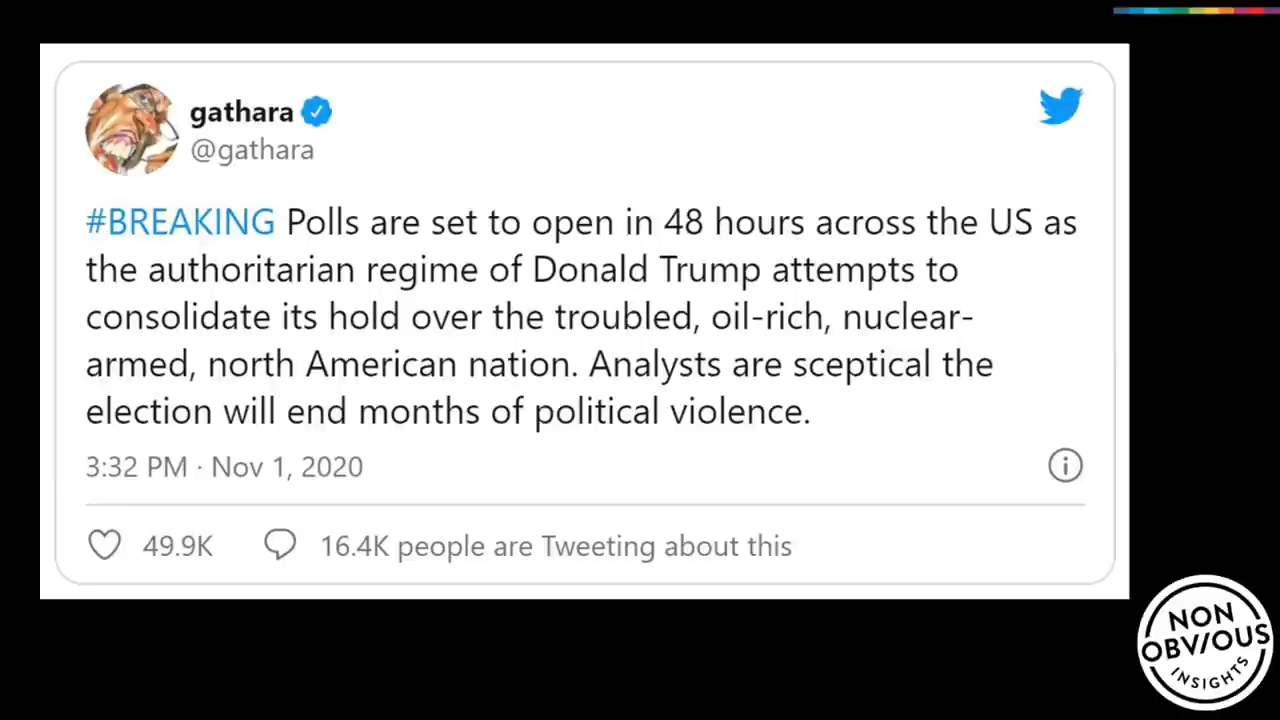 gathara
@gathara
#BREAKING Polls are set to open in 48 hours across the US as
the authoritarian regime of Donald Trump attempts to
consolidate its hold over the troubled, oil-rich, nuclear-
armed, north American nation. Analysts are sceptical the
election will end months of political violence.
3:32 PM · Nov 1, 2020
49.9K 16.4K people are Tweeting about this
NON
OBV/OUS
INSIGHTS